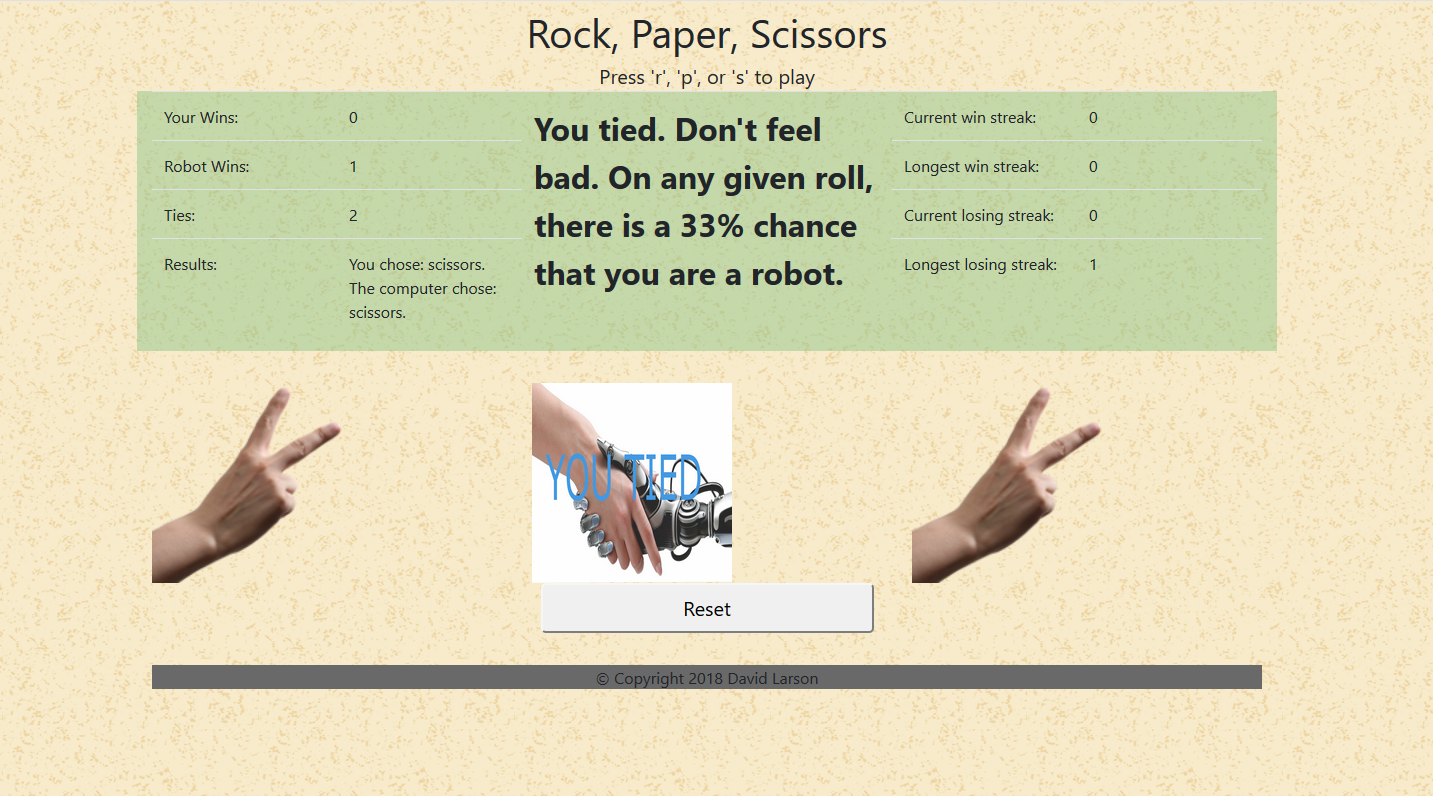 Rock, Paper, Scissors
Press 'r', 'p', or 's' to play
Your Wins: 0
Robot Wins: 1
Ties: 2
Results: You chose: scissors.
The computer chose:
scissors.
You tied. Don't feel
bad. On any given roll,
there is a 33% chance
that you are a robot.
Current win streak: 0
Longest win streak: 0
Current losing streak: 0
Longest losing streak: 1
YOU TIED
Reset
© Copyright 2018 David Larson